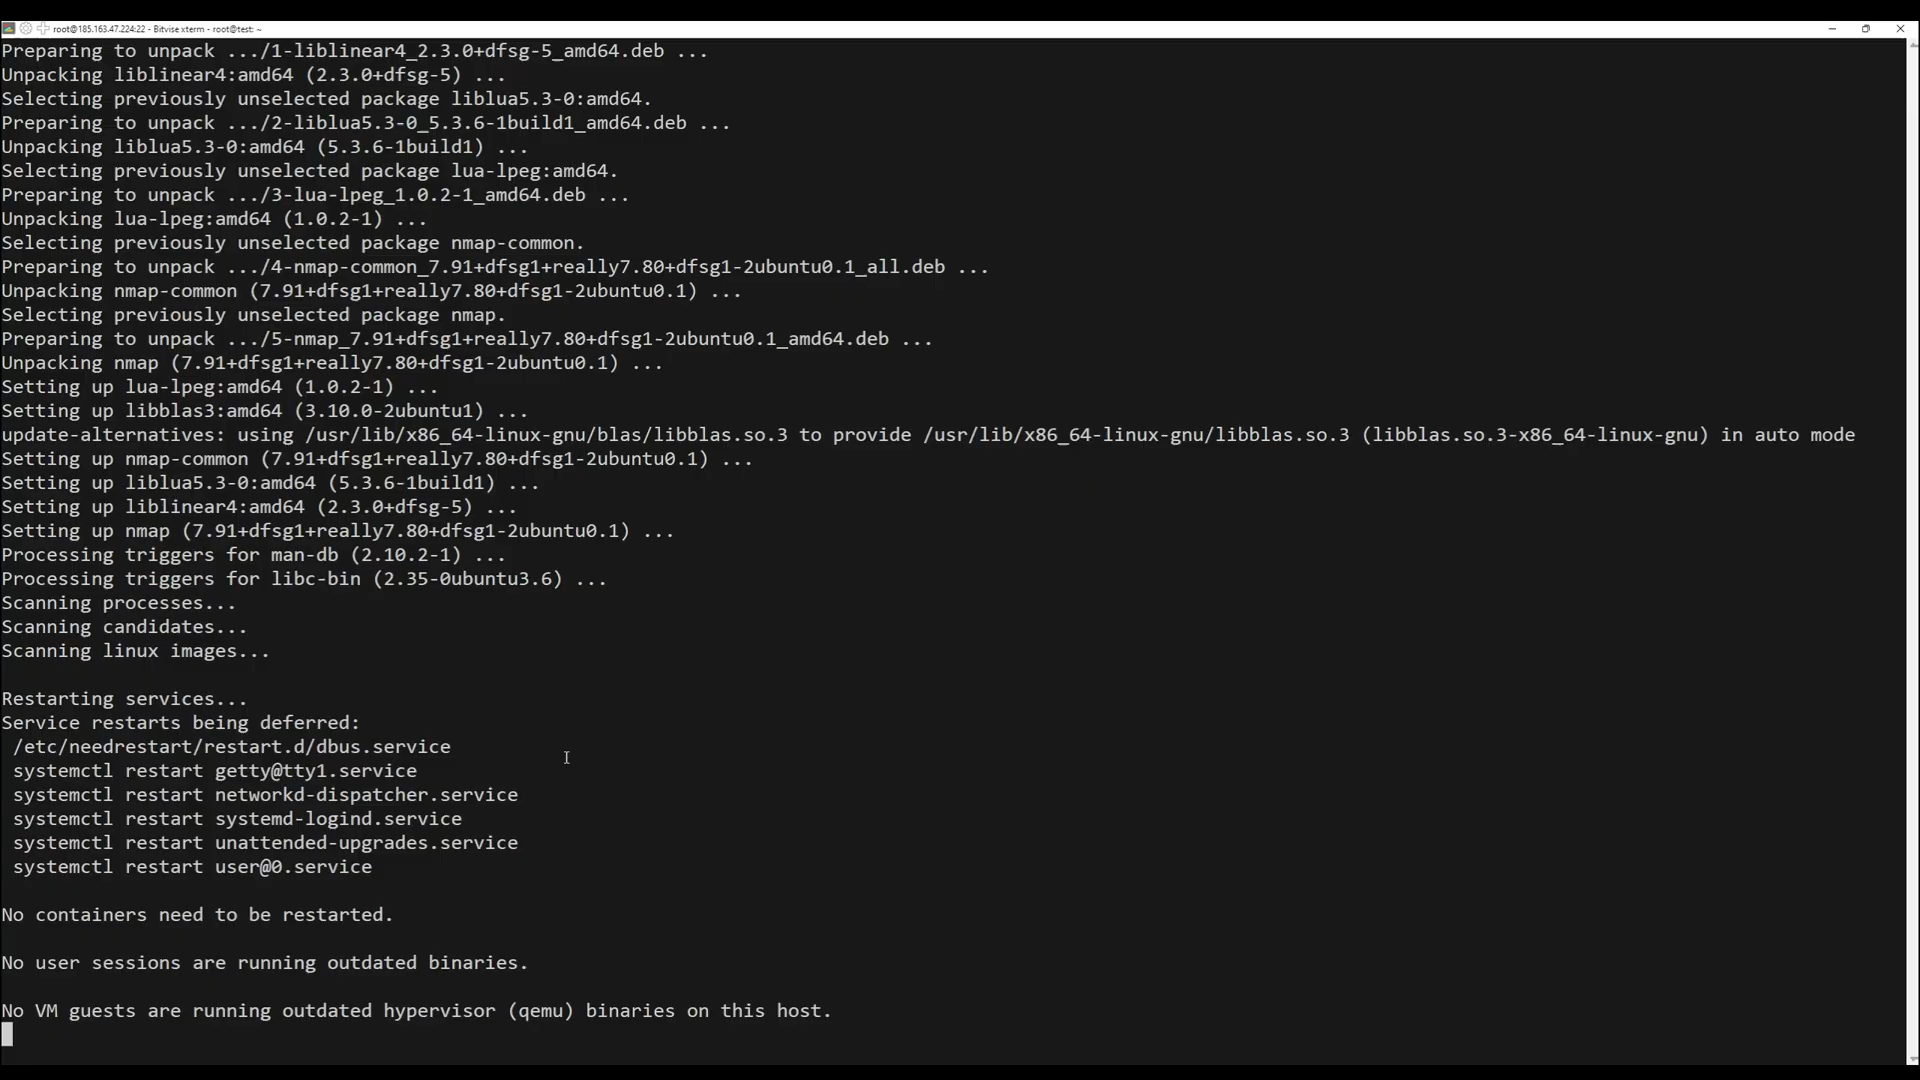 root@185.163.47.224:22 - Bitvise xterm - root@test: ~
Preparing to unpack .../1-liblinear4_2.3.0+dfsg-5_amd64.deb ...
Unpacking liblinear4:amd64 (2.3.0+dfsg-5) ...
Selecting previously unselected package liblua5.3-0:amd64.
Preparing to unpack .../2-liblua5.3-0_5.3.6-1build1_amd64.deb ...
Unpacking liblua5.3-0:amd64 (5.3.6-1build1) ...
Selecting previously unselected package lua-lpeg:amd64.
Preparing to unpack .../3-lua-lpeg_1.0.2-1_amd64.deb ...
Unpacking lua-lpeg:amd64 (1.0.2-1) ...
Selecting previously unselected package nmap-common.
Preparing to unpack .../4-nmap-common_7.91+dfsg1+really7.80+dfsg1-2ubuntu0.1_all.deb ...
Unpacking nmap-common (7.91+dfsg1+really7.80+dfsg1-2ubuntu0.1) ...
Selecting previously unselected package nmap.
Preparing to unpack .../5-nmap_7.91+dfsg1+really7.80+dfsg1-2ubuntu0.1_amd64.deb ...
Unpacking nmap (7.91+dfsg1+really7.80+dfsg1-2ubuntu0.1) ...
Setting up lua-lpeg:amd64 (1.0.2-1) ...
Setting up libblas3:amd64 (3.10.0-2ubuntu1) ...
update-alternatives: using /usr/lib/x86_64-linux-gnu/blas/libblas.so.3 to provide /usr/lib/x86_64-linux-gnu/libblas.so.3 (libblas.so.3-x86_64-linux-gnu) in auto mode
Setting up nmap-common (7.91+dfsg1+really7.80+dfsg1-2ubuntu0.1) ...
Setting up liblua5.3-0:amd64 (5.3.6-1build1) ...
Setting up liblinear4:amd64 (2.3.0+dfsg-5) ...
Setting up nmap (7.91+dfsg1+really7.80+dfsg1-2ubuntu0.1) ...
Processing triggers for man-db (2.10.2-1) ...
Processing triggers for libc-bin (2.35-0ubuntu3.6) ...
Scanning processes...
Scanning candidates...
Scanning linux images...
Restarting services...
Service restarts being deferred:
/etc/needrestart/restart.d/dbus.service
systemctl restart getty@tty1.service
systemctl restart networkd-dispatcher.service
systemctl restart systemd-logind.service
systemctl restart unattended-upgrades.service
systemctl restart user@0.service
No containers need to be restarted.
No user sessions are running outdated binaries.
No VM guests are running outdated hypervisor (qemu) binaries on this host.